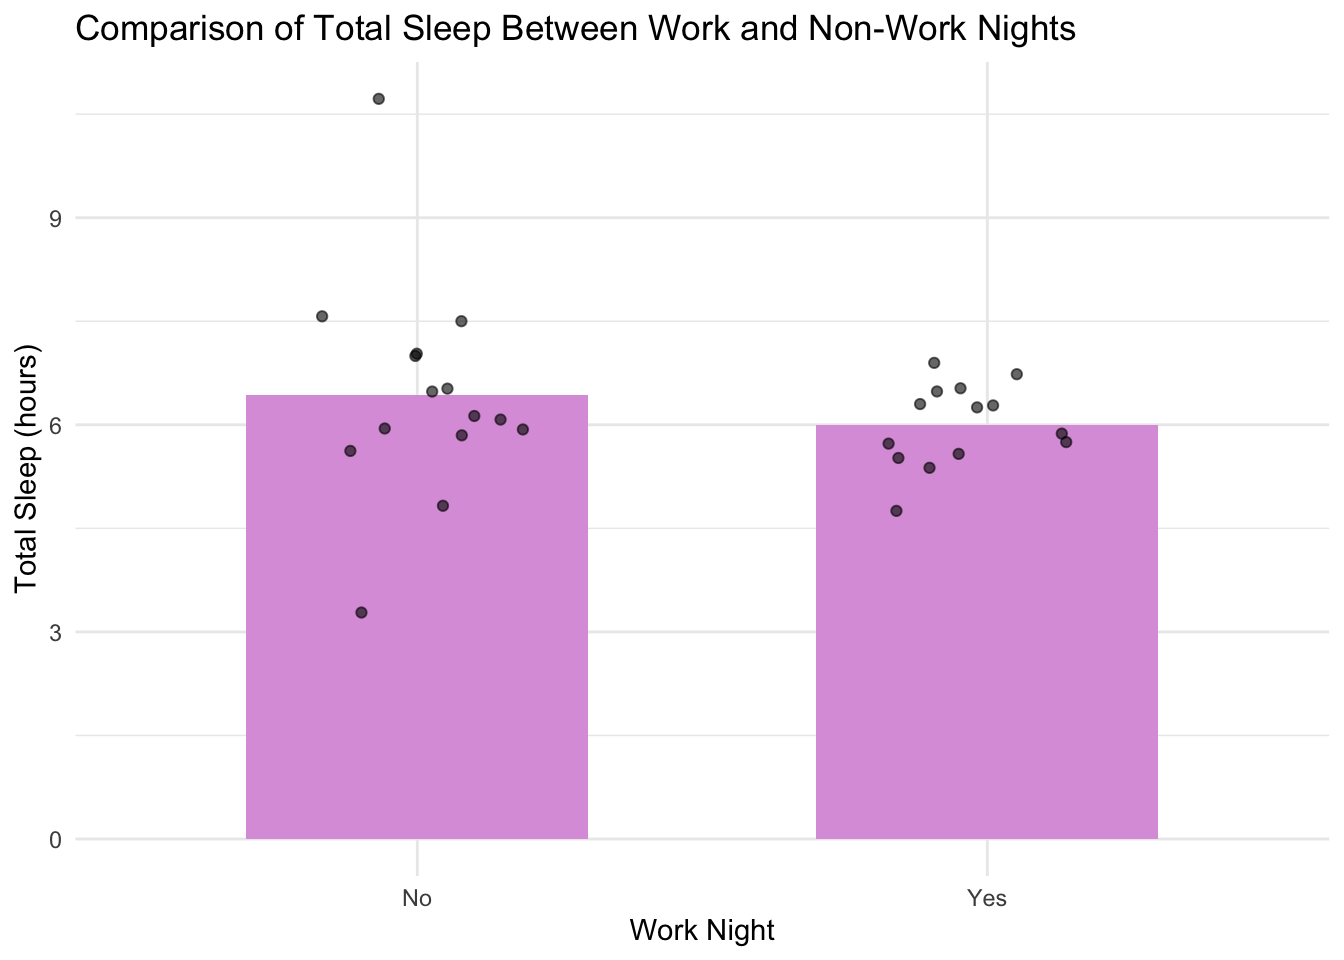 Comparison of Total Sleep Between Work and Non-Work Nights
Total Sleep (hours)
9
6
3
0
No Yes
Work Night